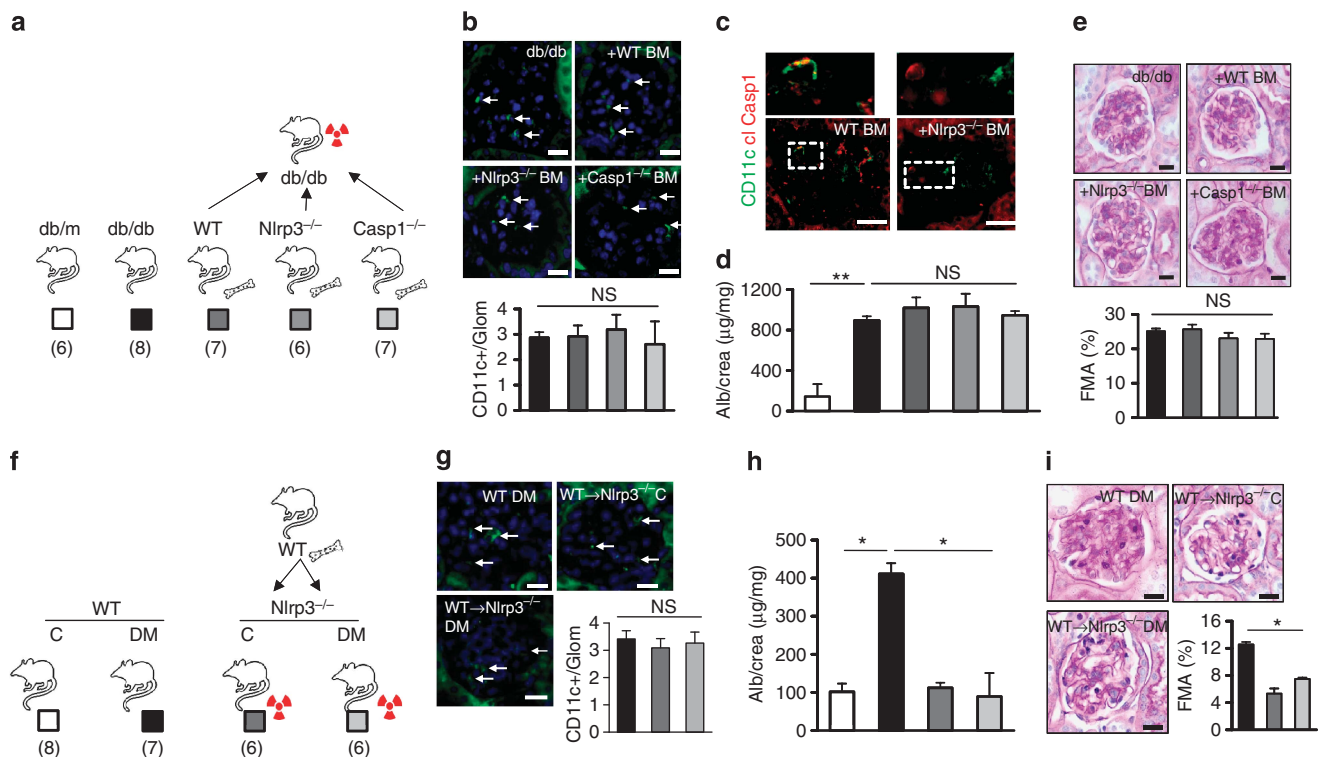 a
db/db
db/m db/db WT Nlrp3–/– Casp1–/–
(6) (8) (7) (6) (7)
b
db/db +WT BM
+Nlrp3–/– BM +Casp1–/– BM
NS
CD11c+/Glom
4
3
2
1
0
c
CD11c cl Casp1
WT BM +Nlrp3–/– BM
d
** NS
Alb/crea (µg/mg)
1200
800
400
0
e
db/db +WT BM
+Nlrp3–/–BM +Casp1–/–BM
NS
FMA (%)
30
20
10
0
f
WT
WT Nlrp3–/–
C DM C DM
(8) (7) (6) (6)
g
WT DM WT→Nlrp3–/–C
WT→Nlrp3–/–
DM
NS
CD11c+/Glom
4
3
2
1
0
h
* *
Alb/crea (µg/mg)
500
400
300
200
100
0
i
WT DM WT→Nlrp3–/–C
WT→Nlrp3–/–DM
*
FMA (%)
16
12
8
4
0